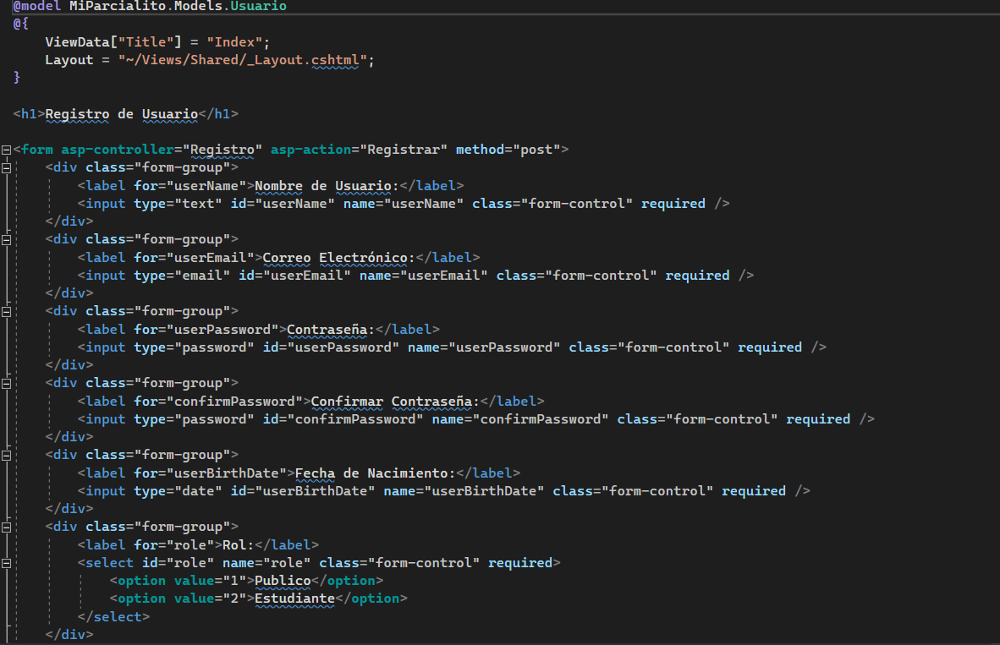 @model MiParcialito.Models.Usuario
@{
    ViewData["Title"] = "Index";
    Layout = "~/Views/Shared/_Layout.cshtml";
}

<h1>Registro de Usuario</h1>

<form asp-controller="Registro" asp-action="Registrar" method="post">
    <div class="form-group">
        <label for="userName">Nombre de Usuario:</label>
        <input type="text" id="userName" name="userName" class="form-control" required />
    </div>
    <div class="form-group">
        <label for="userEmail">Correo Electrónico:</label>
        <input type="email" id="userEmail" name="userEmail" class="form-control" required />
    </div>
    <div class="form-group">
        <label for="userPassword">Contraseña:</label>
        <input type="password" id="userPassword" name="userPassword" class="form-control" required />
    </div>
    <div class="form-group">
        <label for="confirmPassword">Confirmar Contraseña:</label>
        <input type="password" id="confirmPassword" name="confirmPassword" class="form-control" required />
    </div>
    <div class="form-group">
        <label for="userBirthDate">Fecha de Nacimiento:</label>
        <input type="date" id="userBirthDate" name="userBirthDate" class="form-control" required />
    </div>
    <div class="form-group">
        <label for="role">Rol:</label>
        <select id="role" name="role" class="form-control" required>
            <option value="1">Publico</option>
            <option value="2">Estudiante</option>
        </select>
    </div>